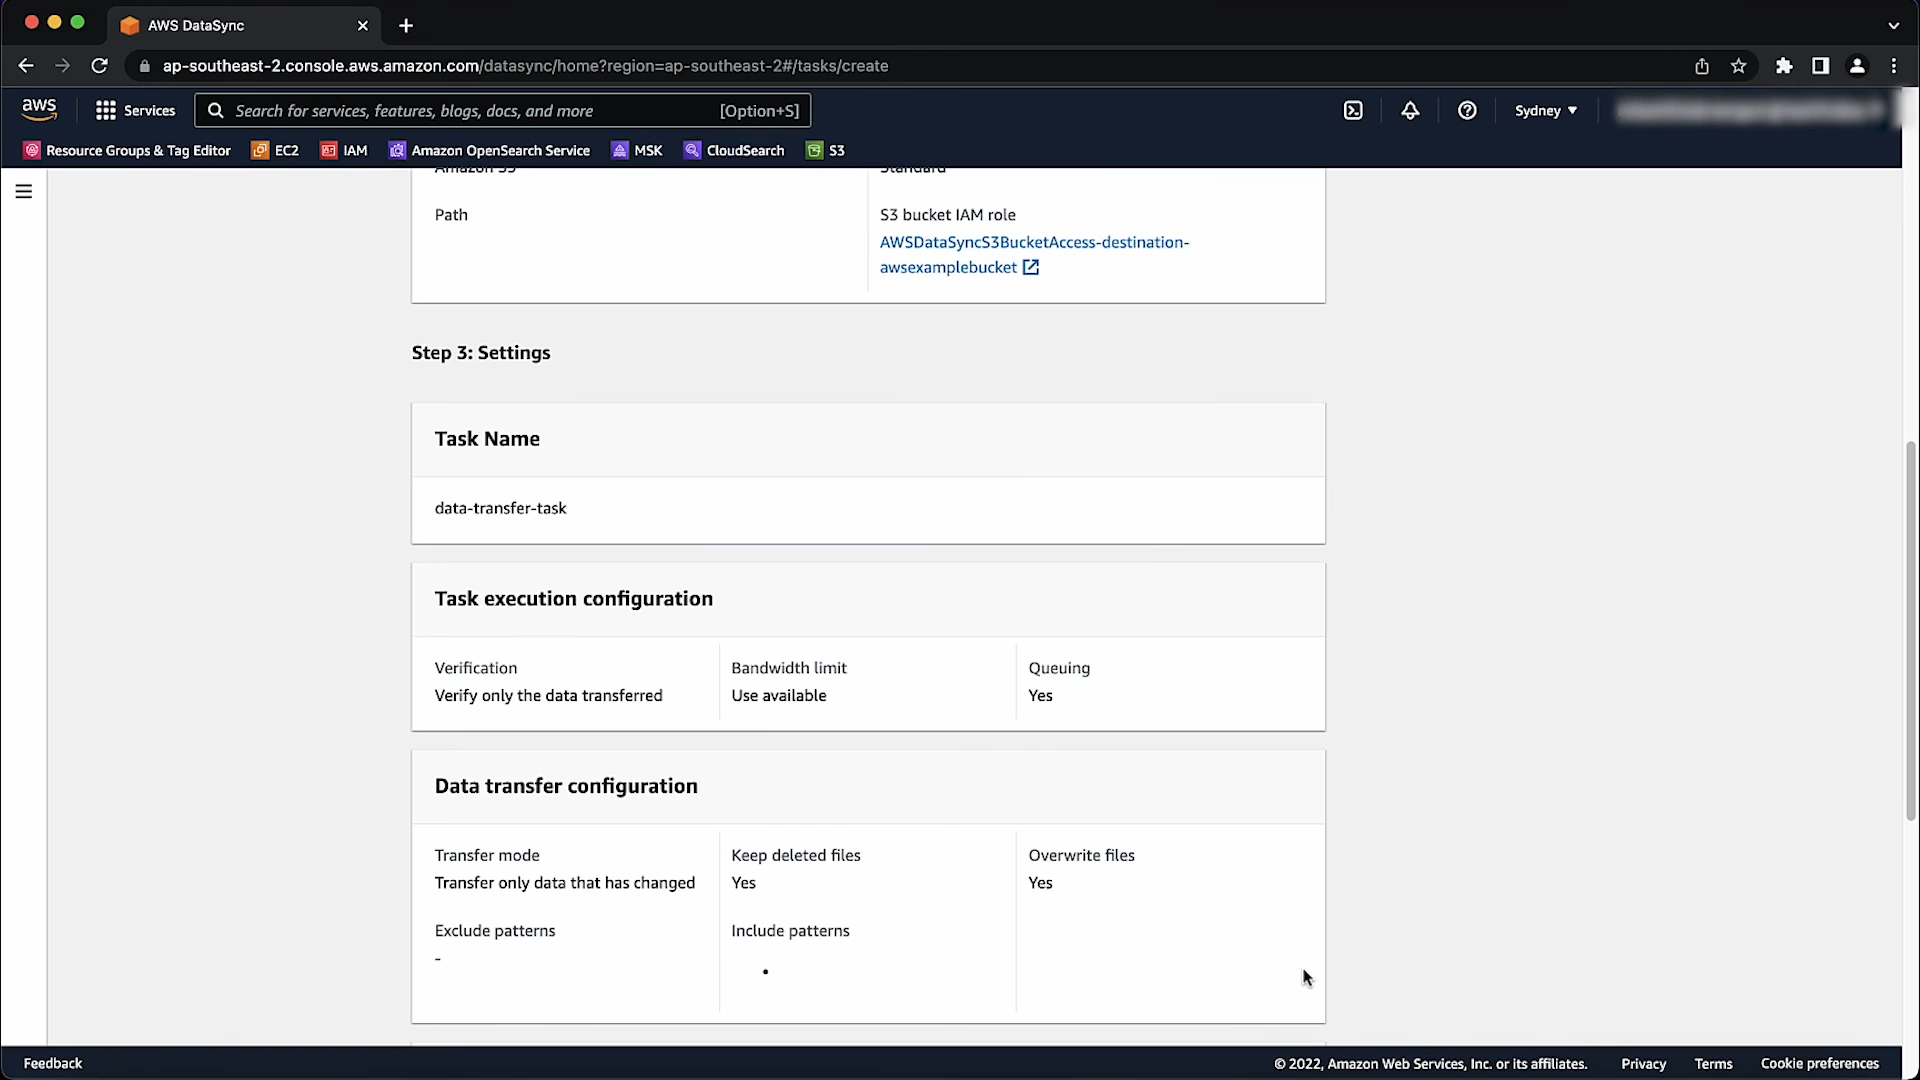 AWS DataSync
ap-southeast-2.console.aws.amazon.com/datasync/home?region=ap-southeast-2#/tasks/create
aws
Services
Search for services, features, blogs, docs, and more
[Option+S]
Sydney
Resource Groups & Tag Editor
EC2
IAM
Amazon OpenSearch Service
MSK
CloudSearch
S3
Amazon S3
Standard
Path
S3 bucket IAM role
AWSDataSyncS3BucketAccess-destination-
awsexamplebucket
Step 3: Settings
Task Name
data-transfer-task
Task execution configuration
Verification
Verify only the data transferred
Bandwidth limit
Use available
Queuing
Yes
Data transfer configuration
Transfer mode
Transfer only data that has changed
Keep deleted files
Yes
Overwrite files
Yes
Exclude patterns
-
Include patterns
•
Feedback
© 2022, Amazon Web Services, Inc. or its affiliates.
Privacy
Terms
Cookie preferences